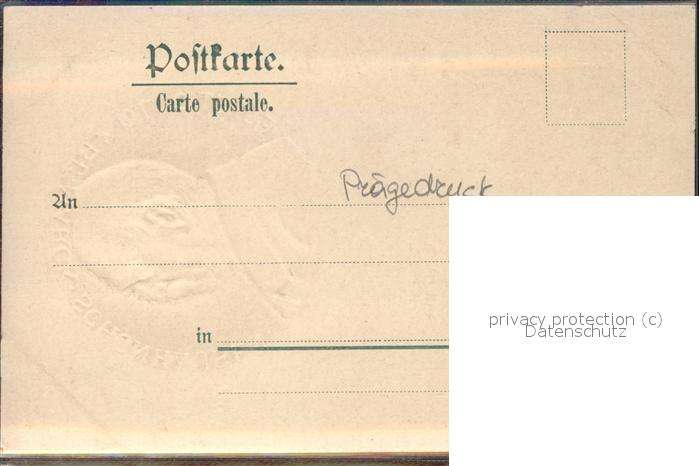 Postkarte.
Carte postale.
Prägedruck
An
in
privacy protection (c)
Datenschutz